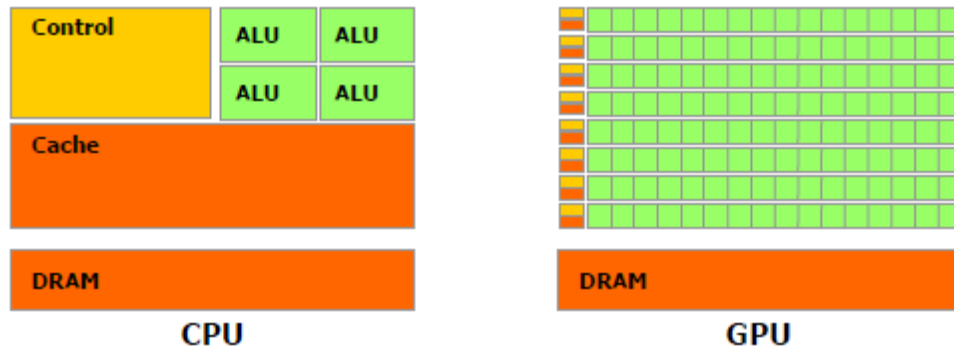 Control
ALU ALU
ALU ALU
Cache
DRAM
CPU
DRAM
GPU